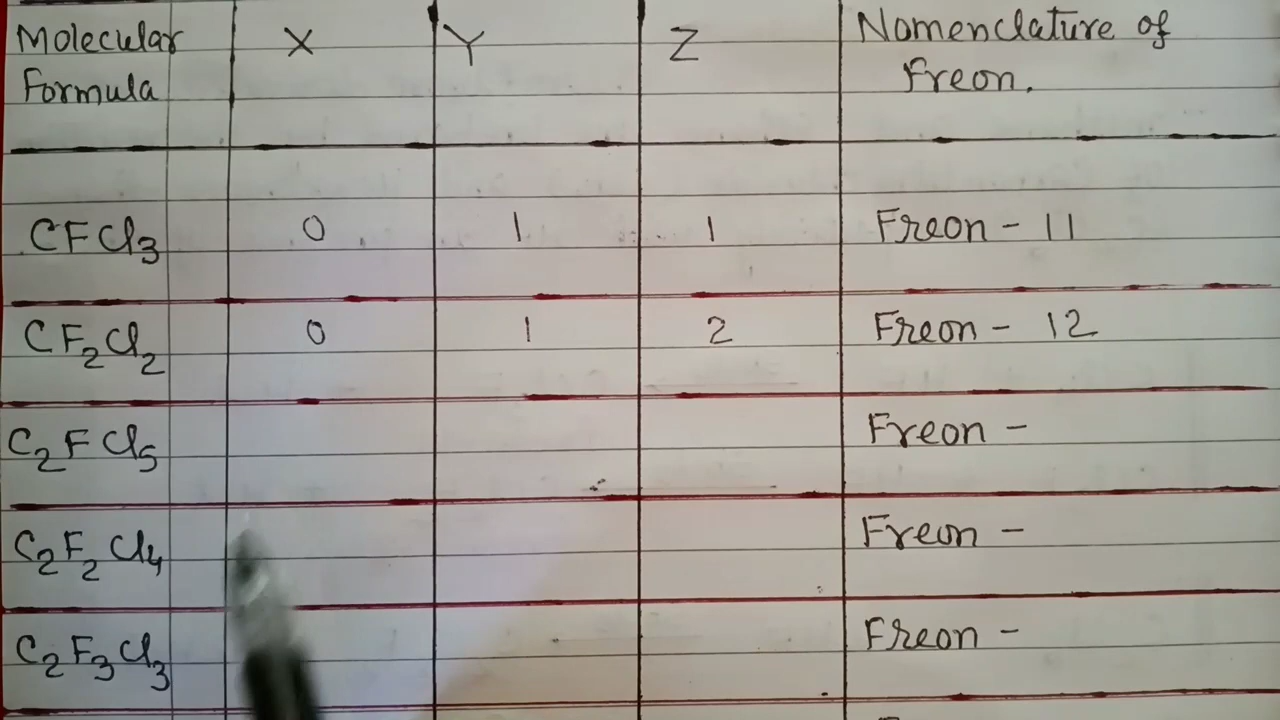 Molecular Formula X Y Z Nomenclature of Freon.
CFCl3 0 1 1 Freon - 11
CF2Cl2 0 1 2 Freon - 12
C2FCl5 Freon -
C2F2Cl4 Freon -
C2F3Cl3 Freon -